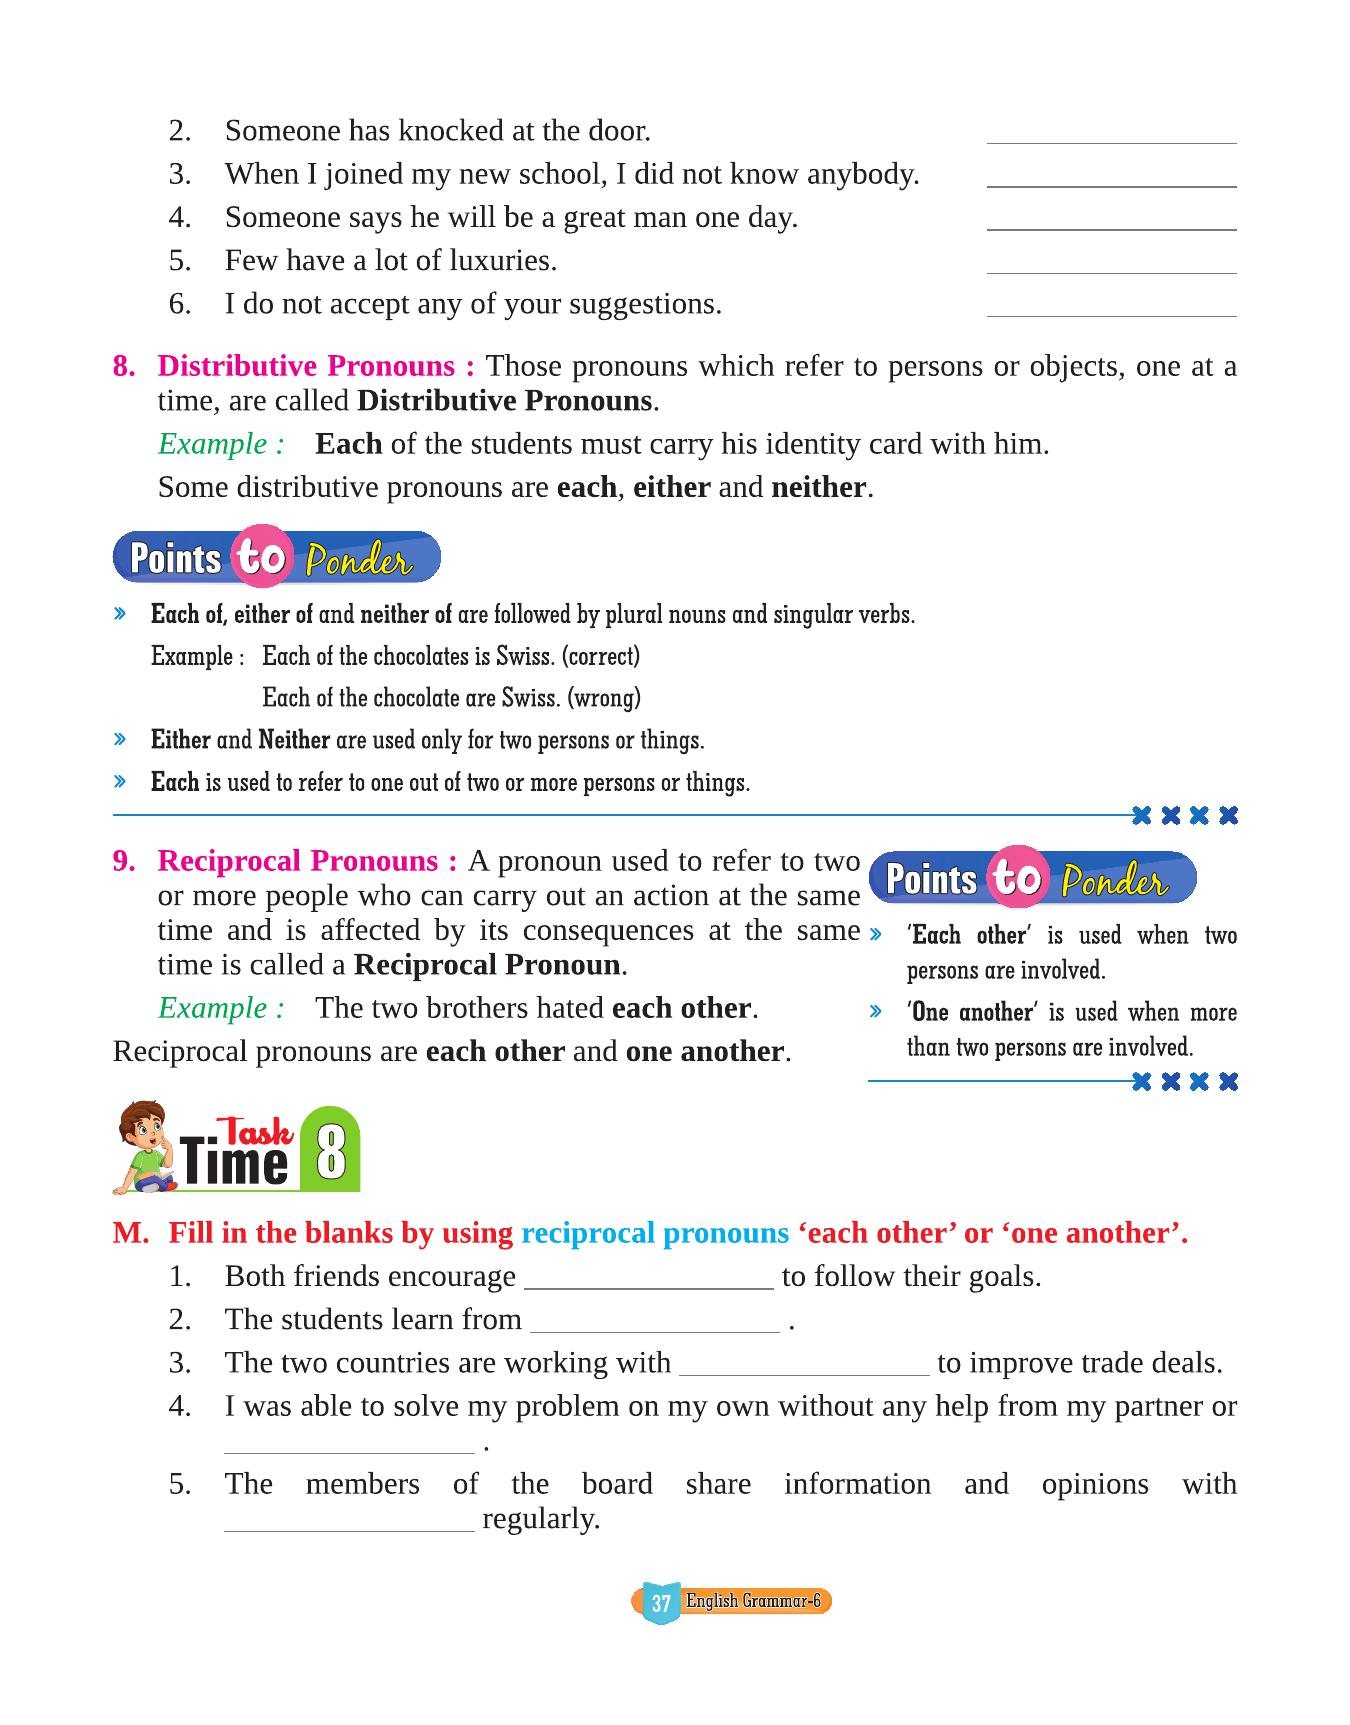 2. Someone has knocked at the door. ____________
3. When I joined my new school, I did not know anybody. ____________
4. Someone says he will be a great man one day. ____________
5. Few have a lot of luxuries. ____________
6. I do not accept any of your suggestions. ____________
8. Distributive Pronouns : Those pronouns which refer to persons or objects, one at a
time, are called Distributive Pronouns.
Example : Each of the students must carry his identity card with him.
Some distributive pronouns are each, either and neither.
Points to Ponder
» Each of, either of and neither of are followed by plural nouns and singular verbs.
Example : Each of the chocolates is Swiss. (correct)
Each of the chocolate are Swiss. (wrong)
» Either and Neither are used only for two persons or things.
» Each is used to refer to one out of two or more persons or things.
9. Reciprocal Pronouns : A pronoun used to refer to two
or more people who can carry out an action at the same
time and is affected by its consequences at the same
time is called a Reciprocal Pronoun.
Example : The two brothers hated each other.
Reciprocal pronouns are each other and one another.
Points to Ponder
» 'Each other' is used when two
persons are involved.
» 'One another' is used when more
than two persons are involved.
Task
Time 8
M. Fill in the blanks by using reciprocal pronouns ‘each other’ or ‘one another’.
1. Both friends encourage ____________ to follow their goals.
2. The students learn from ____________ .
3. The two countries are working with ____________ to improve trade deals.
4. I was able to solve my problem on my own without any help from my partner or
____________ .
5. The members of the board share information and opinions with
____________ regularly.
37 English Grammar-6